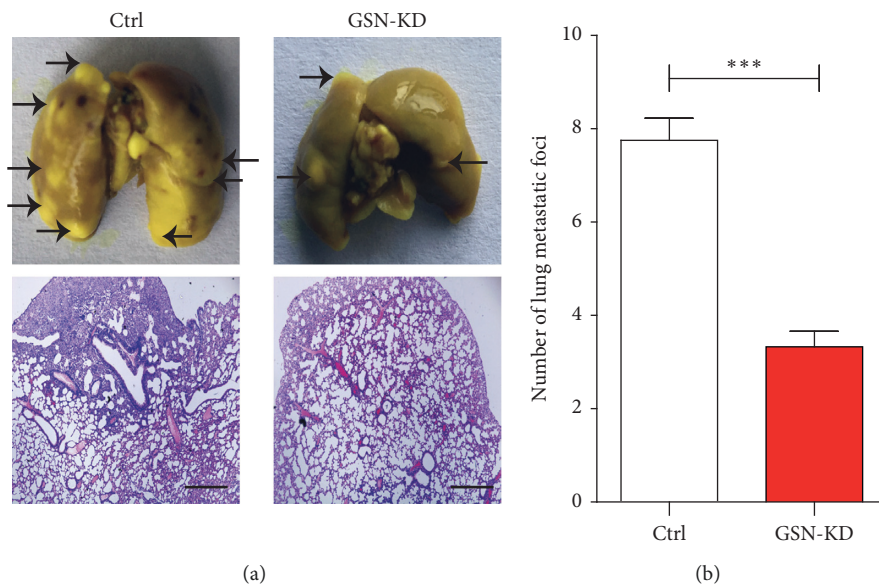 Ctrl
GSN-KD
(a)
Number of lung metastatic foci
10
8
6
4
2
0
***
Ctrl
GSN-KD
(b)